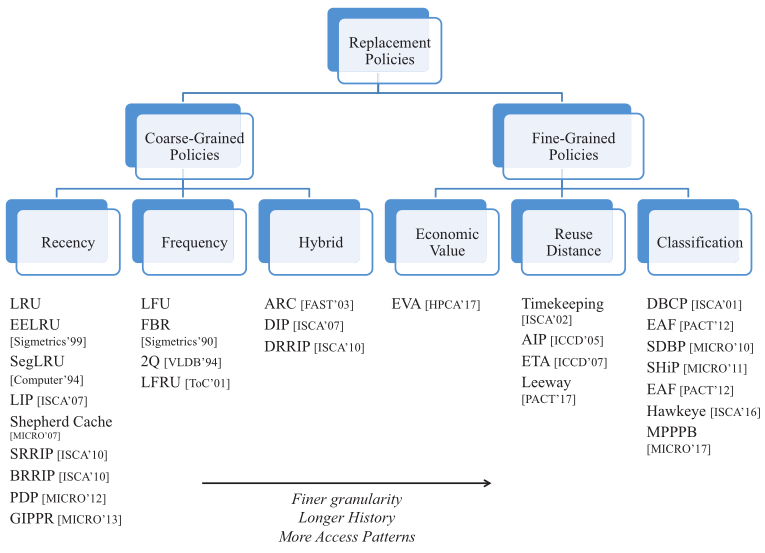 Replacement
Policies
Coarse-Grained
Policies
Fine-Grained
Policies
Recency
Frequency
Hybrid
Economic
Value
Reuse
Distance
Classification
LRU
EELRU
[Sigmetrics’99]
SegLRU
[Computer’94]
LIP [ISCA’07]
Shepherd Cache
[MICRO’07]
SRRIP [ISCA’10]
BRRIP [ISCA’10]
PDP [MICRO’12]
GIPPR [MICRO’13]
LFU
FBR
[Sigmetrics’90]
2Q [VLDB’94]
LFRU [ToC’01]
ARC [FAST’03]
DIP [ISCA’07]
DRRIP [ISCA’10]
EVA [HPCA’17]
Timekeeping
[ISCA’02]
AIP [ICCD’05]
ETA [ICCD’07]
Leeway
[PACT’17]
DBCP [ISCA’01]
EAF [PACT’12]
SDBP [MICRO’10]
SHiP [MICRO’11]
EAF [PACT’12]
Hawkeye [ISCA’16]
MPPPB
[MICRO’17]
Finer granularity
Longer History
More Access Patterns